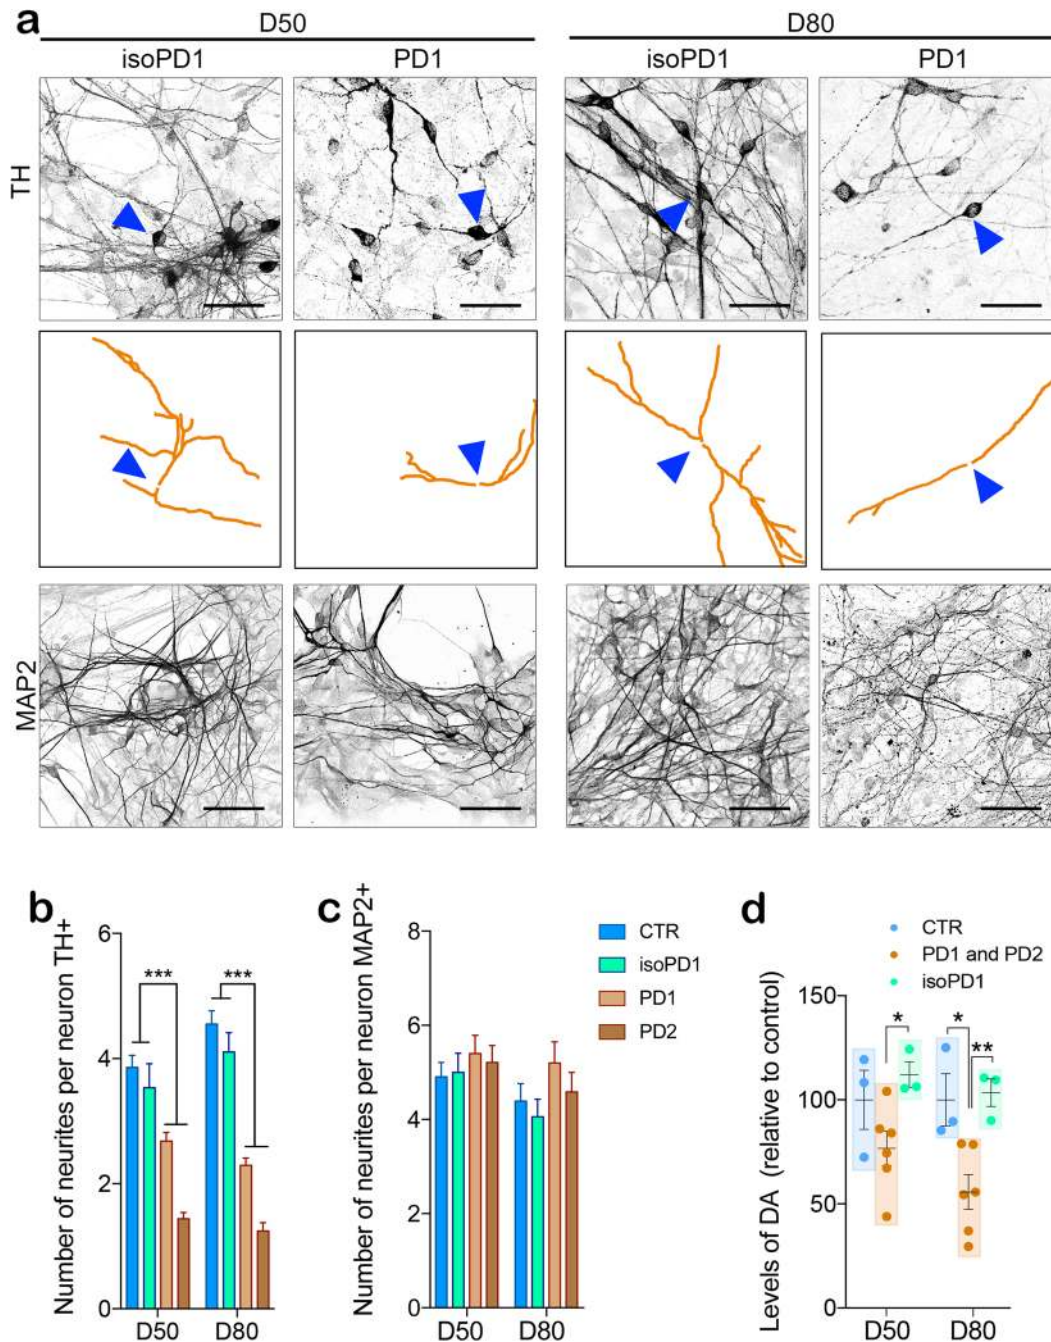 a
D50
D80
isoPD1
PD1
isoPD1
PD1
TH
MAP2
b
Number of neurites per neuron TH+
6
4
2
0
***
***
D50
D80
c
Number of neurites per neuron MAP2+
8
6
4
2
0
D50
D80
CTR
isoPD1
PD1
PD2
d
CTR
PD1 and PD2
isoPD1
Levels of DA (relative to control)
150
100
50
0
*
*
**
D50
D80